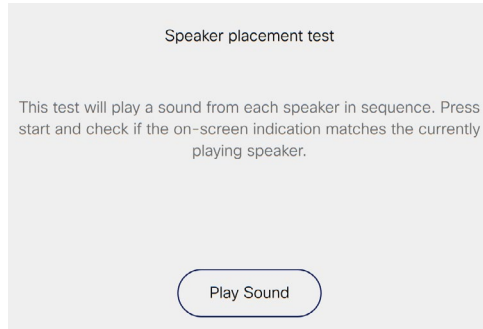 Speaker placement test
This test will play a sound from each speaker in sequence. Press
start and check if the on-screen indication matches the currently
playing speaker.
Play Sound